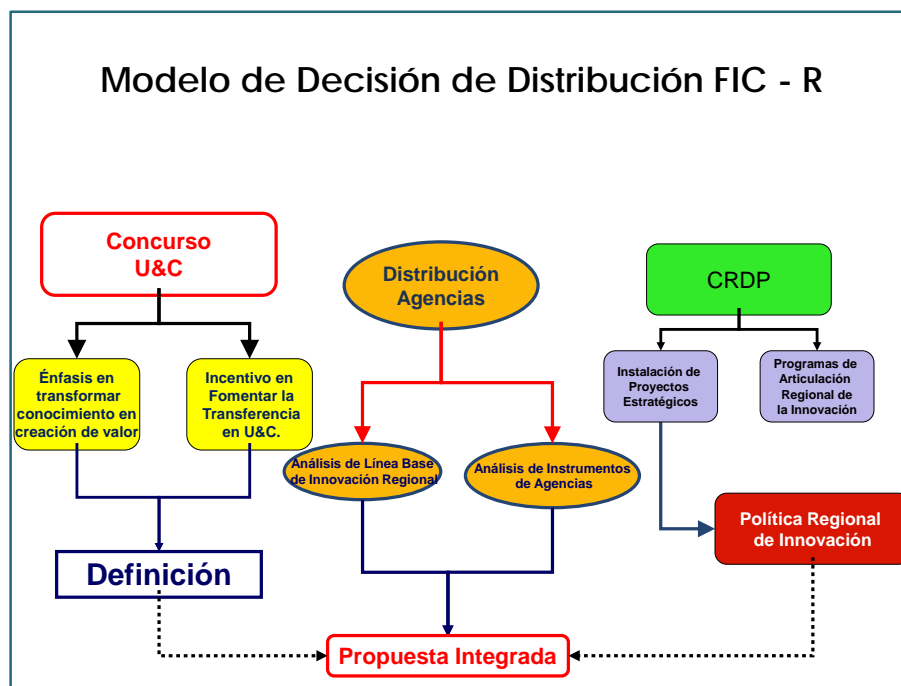 Modelo de Decisión de Distribución FIC - R
Concurso
U&C
Distribución
Agencias
CRDP
Énfasis en
transformar
conocimiento en
creación de valor
Incentivo en
Fomentar la
Transferencia
en U&C.
Instalación de
Proyectos
Estratégicos
Programas de
Articulación
Regional de
la Innovación
Análisis de Línea Base
de Innovación Regional
Análisis de Instrumentos
de Agencias
Política Regional
de Innovación
Definición
Propuesta Integrada